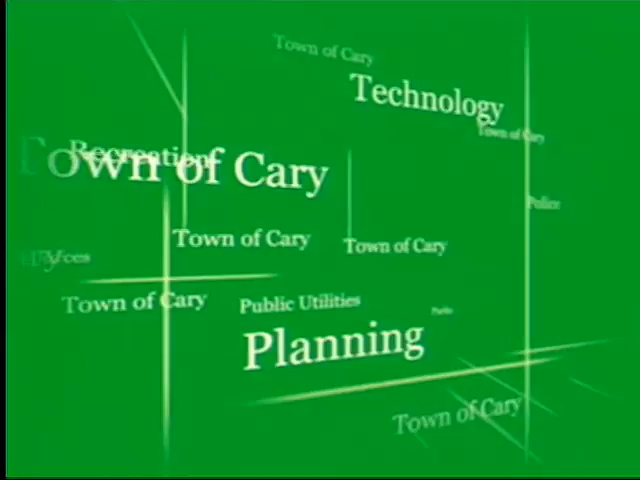 Town of Cary
Technology
Town of Cary
Recreation
Town of Cary
Police
Town of Cary
Town of Cary
Town of Cary
Public Utilities
Parks
Planning
Town of Cary